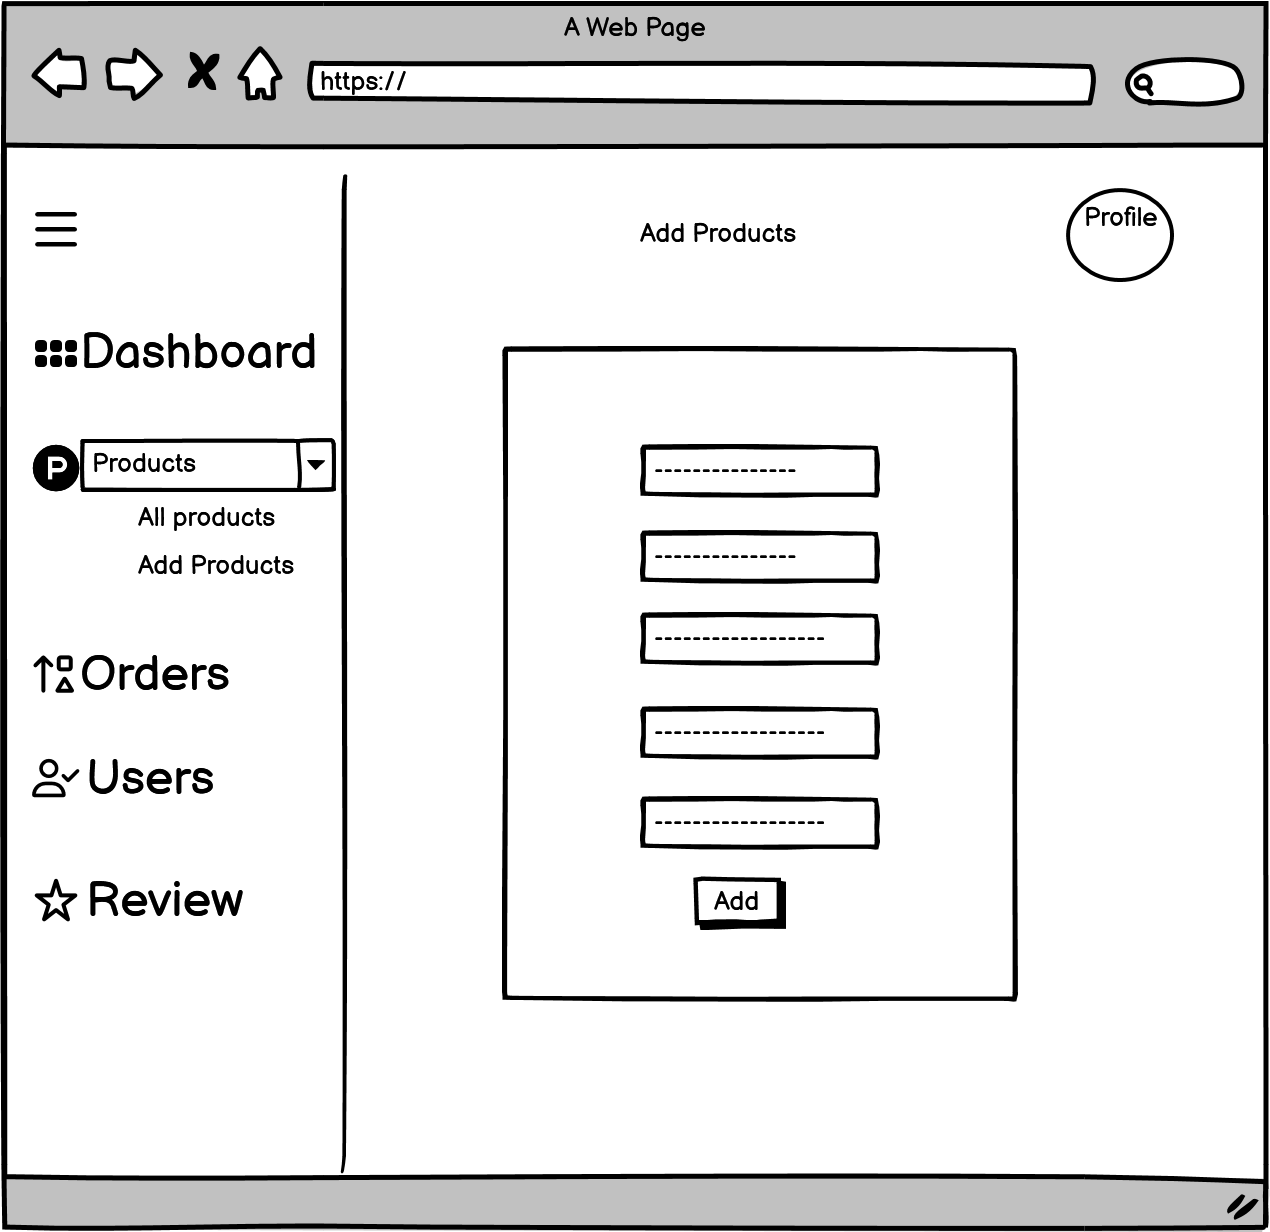 A Web Page
https://
Add Products
Profile
Dashboard
P
Products
All products
Add Products
Orders
Users
Review
---------------
---------------
------------------
------------------
------------------
Add